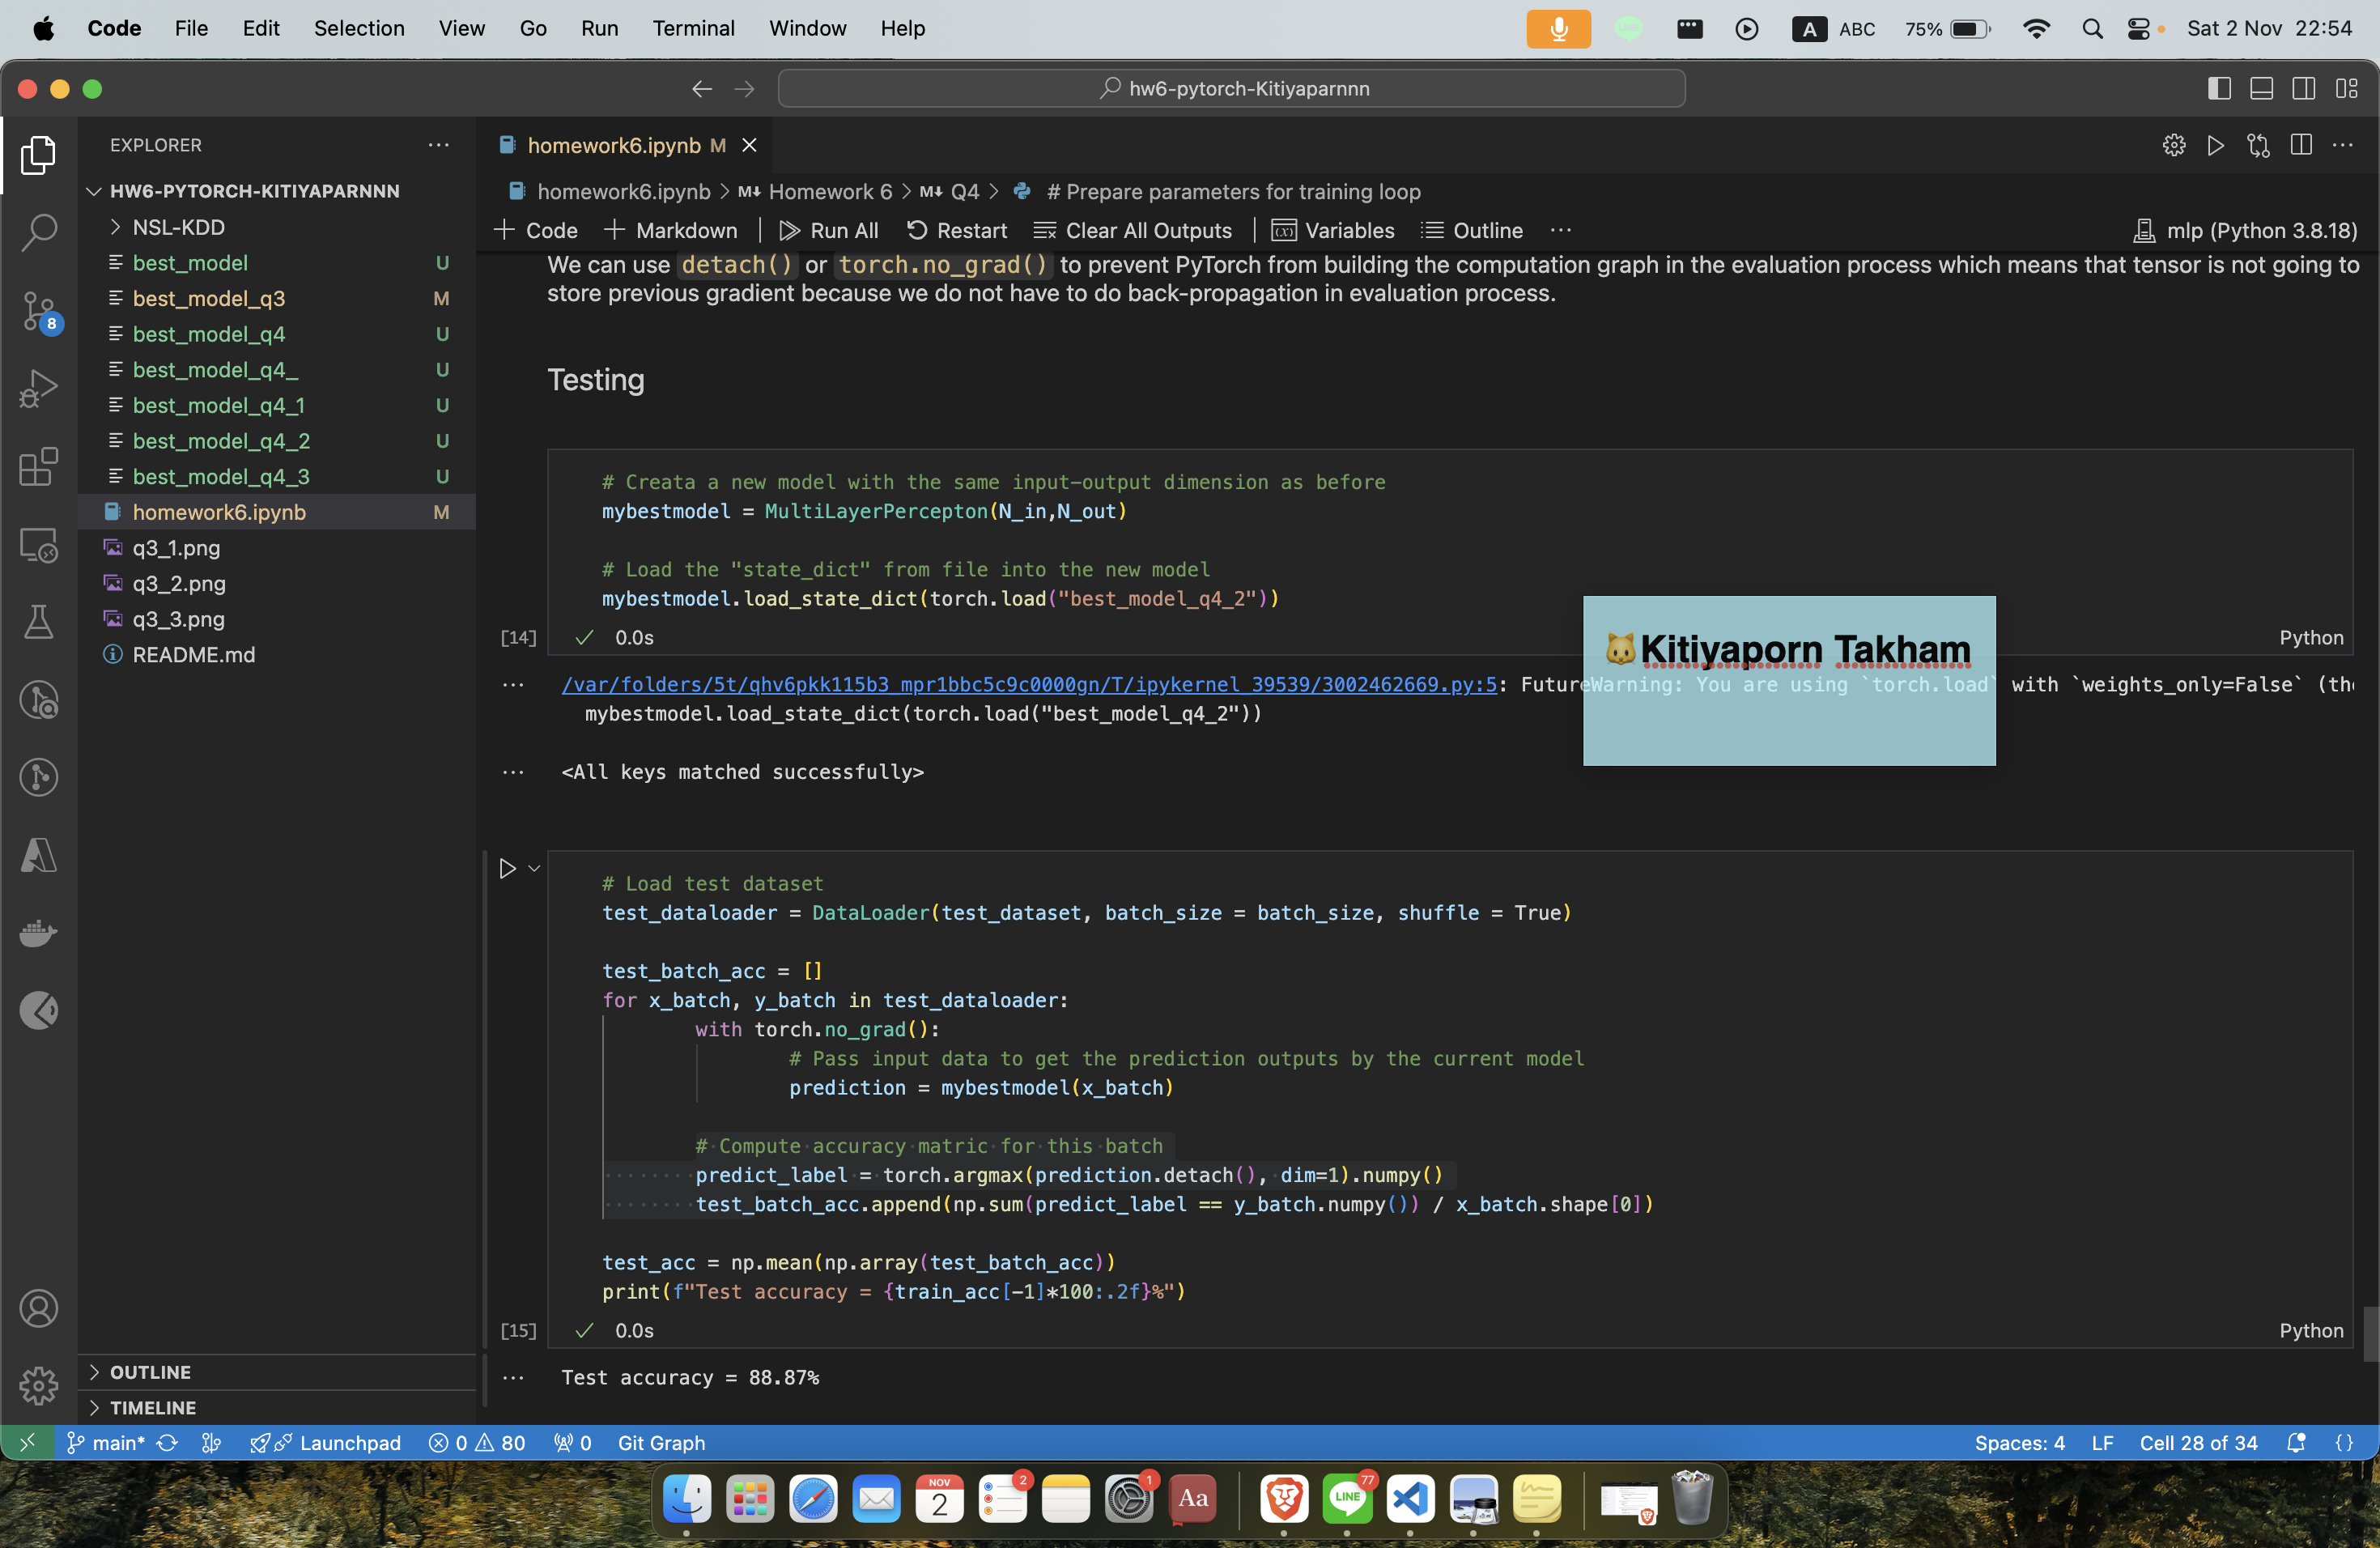 Code File Edit Selection View Go Run Terminal Window Help A ABC 75% Sat 2 Nov 22:54
hw6-pytorch-Kitiyaparnnn
EXPLORER
HW6-PYTORCH-KITIYAPARNNN
NSL-KDD
best_model U
best_model_q3 M
best_model_q4 U
best_model_q4_ U
best_model_q4_1 U
best_model_q4_2 U
best_model_q4_3 U
homework6.ipynb M
q3_1.png
q3_2.png
q3_3.png
README.md
OUTLINE
TIMELINE
8
homework6.ipynb M
homework6.ipynb > M↓ Homework 6 > M↓ Q4 > # Prepare parameters for training loop
+ Code + Markdown | Run All Restart Clear All Outputs | Variables Outline ··· mlp (Python 3.8.18)
We can use detach() or torch.no_grad() to prevent PyTorch from building the computation graph in the evaluation process which means that tensor is not going to
store previous gradient because we do not have to do back-propagation in evaluation process.
Testing
# Creata a new model with the same input-output dimension as before
mybestmodel = MultiLayerPercepton(N_in,N_out)
# Load the "state_dict" from file into the new model
mybestmodel.load_state_dict(torch.load("best_model_q4_2"))
[14] 0.0s Python
🐱Kitiyaporn Takham
/var/folders/5t/qhv6pkk115b3_mpr1bbc5c9c0000gn/T/ipykernel_39539/3002462669.py:5: FutureWarning: You are using `torch.load` with `weights_only=False` (the
mybestmodel.load_state_dict(torch.load("best_model_q4_2"))
<All keys matched successfully>
# Load test dataset
test_dataloader = DataLoader(test_dataset, batch_size = batch_size, shuffle = True)
test_batch_acc = []
for x_batch, y_batch in test_dataloader:
with torch.no_grad():
# Pass input data to get the prediction outputs by the current model
prediction = mybestmodel(x_batch)
# Compute accuracy matric for this batch
predict_label = torch.argmax(prediction.detach(), dim=1).numpy()
test_batch_acc.append(np.sum(predict_label == y_batch.numpy()) / x_batch.shape[0])
test_acc = np.mean(np.array(test_batch_acc))
print(f"Test accuracy = {train_acc[-1]*100:.2f}%")
[15] 0.0s Python
Test accuracy = 88.87%
main* Launchpad 0 80 0 Git Graph Spaces: 4 LF Cell 28 of 34 {}
NOV
2
2
1
Aa
LINE
77